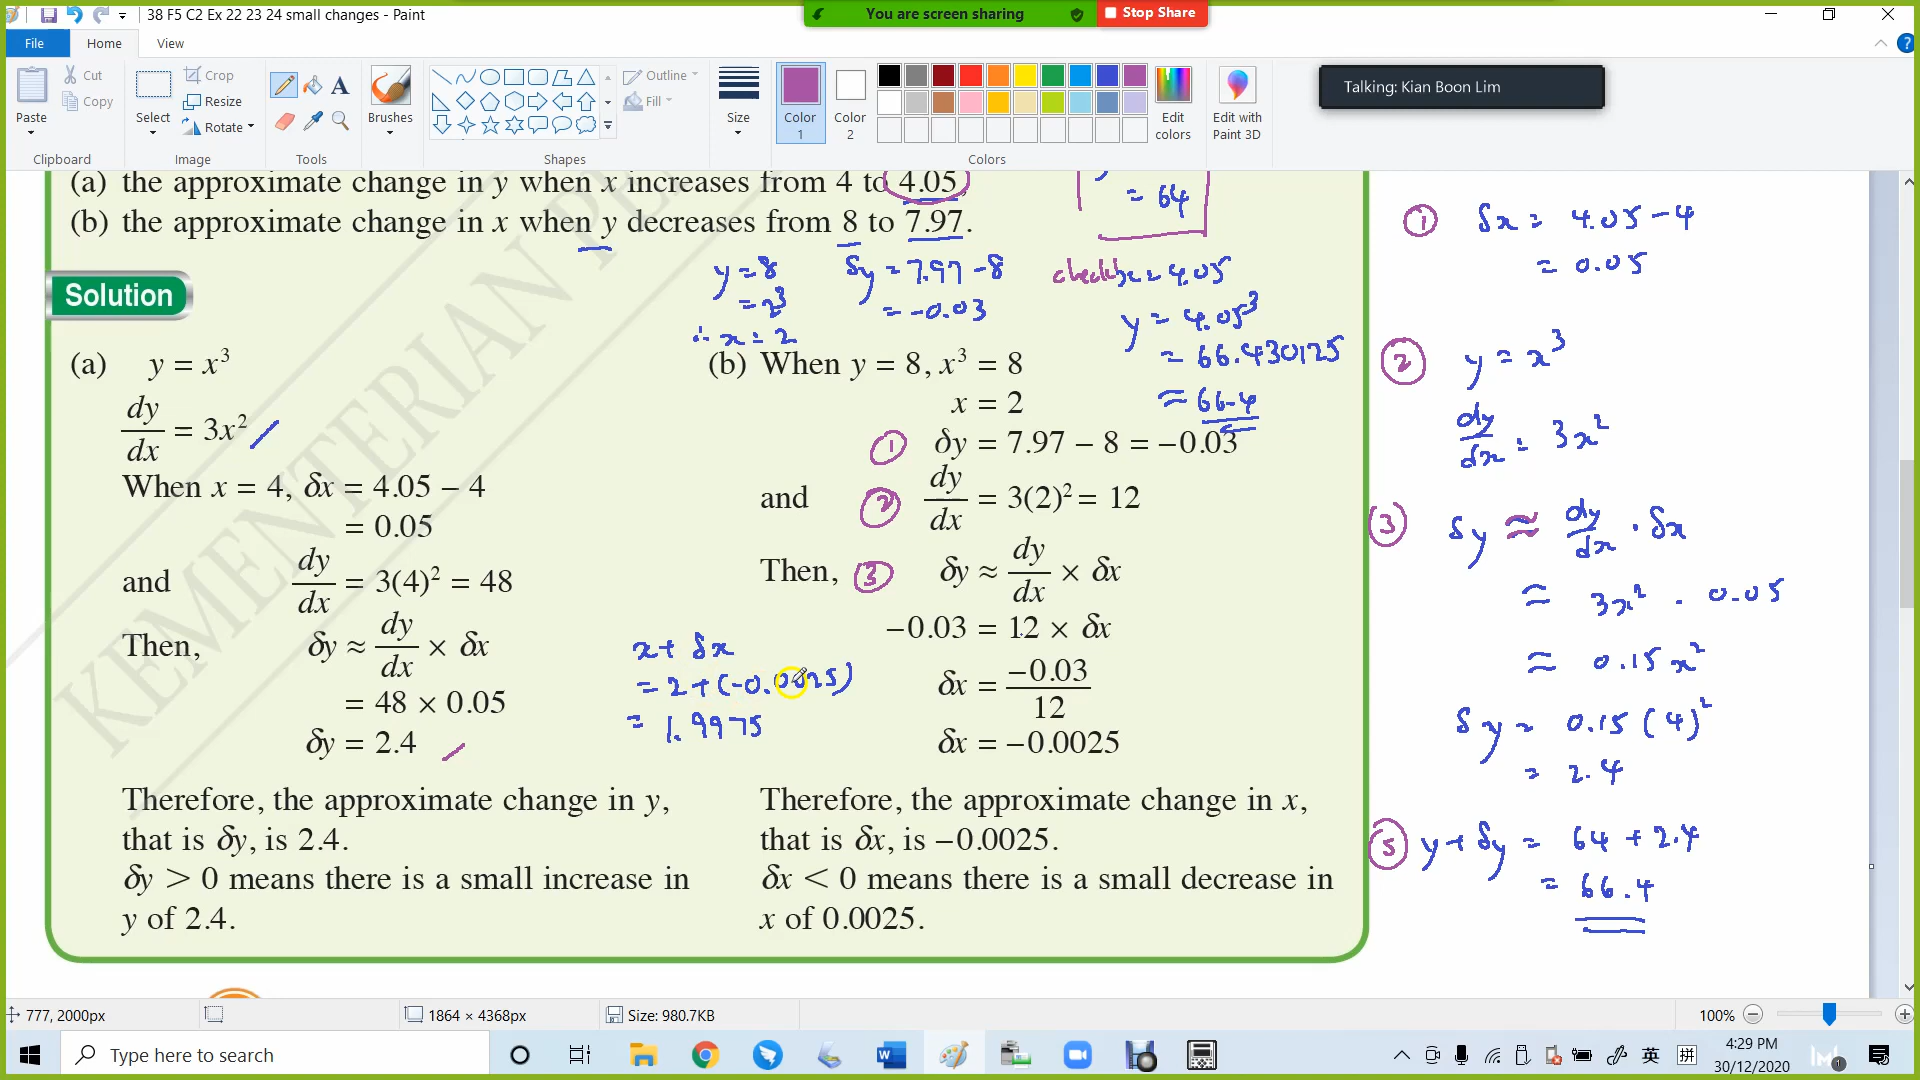 38 F5 C2 Ex 22 23 24 small changes - Paint
You are screen sharing
Stop Share
File
Home
View
Paste
Cut
Copy
Clipboard
Select
Crop
Resize
Rotate
Image
Tools
Brushes
Shapes
Outline
Fill
Size
Color 1
Color 2
Colors
Edit colors
Edit with Paint 3D
Talking: Kian Boon Lim
(a) the approximate change in y when x increases from 4 to 4.05,
(b) the approximate change in x when y decreases from 8 to 7.97.
= 64
Solution
y = 8
= 2³
∴ x = 2
δy = 7.97 - 8
= -0.03
check x = 4.05
y = 4.05³
= 66.430125
≈ 66.4
(a) y = x³
dy/dx = 3x²
When x = 4, δx = 4.05 – 4
= 0.05
and dy/dx = 3(4)² = 48
Then, δy ≈ dy/dx × δx
= 48 × 0.05
δy = 2.4
Therefore, the approximate change in y,
that is δy, is 2.4.
δy > 0 means there is a small increase in
y of 2.4.
x + δx
= 2 + (-0.0025)
= 1.9975
(b) When y = 8, x³ = 8
x = 2
① δy = 7.97 – 8 = –0.03
and ② dy/dx = 3(2)² = 12
Then, ③ δy ≈ dy/dx × δx
–0.03 = 12 × δx
δx = –0.03/12
δx = –0.0025
Therefore, the approximate change in x,
that is δx, is –0.0025.
δx < 0 means there is a small decrease in
x of 0.0025.
① δx = 4.05 - 4
= 0.05
② y = x³
dy/dx = 3x²
③ δy ≈ dy/dx · δx
≈ 3x² · 0.05
≈ 0.15x²
δy = 0.15(4)²
= 2.4
⑤ y + δy = 64 + 2.4
= 66.4
777, 2000px
1864 × 4368px
Size: 980.7KB
100%
Type here to search
英
拼
4:29 PM
30/12/2020
1